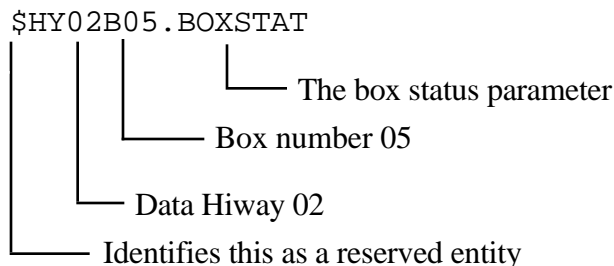 $HY02B05.BOXSTAT
The box status parameter
Box number 05
Data Hiway 02
Identifies this as a reserved entity